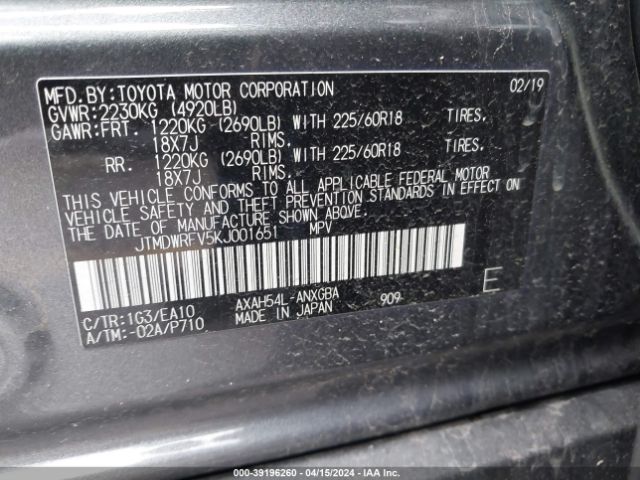 MFD.BY:TOYOTA MOTOR CORPORATION 02/19
GVWR:2230KG (4920LB)
GAWR:FRT. 1220KG (2690LB) WITH 225/60R18 TIRES.
18X7J RIMS.
RR. 1220KG (2690LB) WITH 225/60R18 TIRES.
18X7J RIMS.
THIS VEHICLE CONFORMS TO ALL APPLICABLE FEDERAL MOTOR
VEHICLE SAFETY AND THEFT PREVENTION STANDARDS IN EFFECT ON
THE DATE OF MANUFACTURE SHOWN ABOVE.
JTMDWRFV5KJ001651 MPV
C/TR:1G3/EA10 AXAH54L-ANXGBA 909 E
A/TM:-02A/P710 MADE IN JAPAN
000-39196260 - 04/15/2024 - IAA Inc.